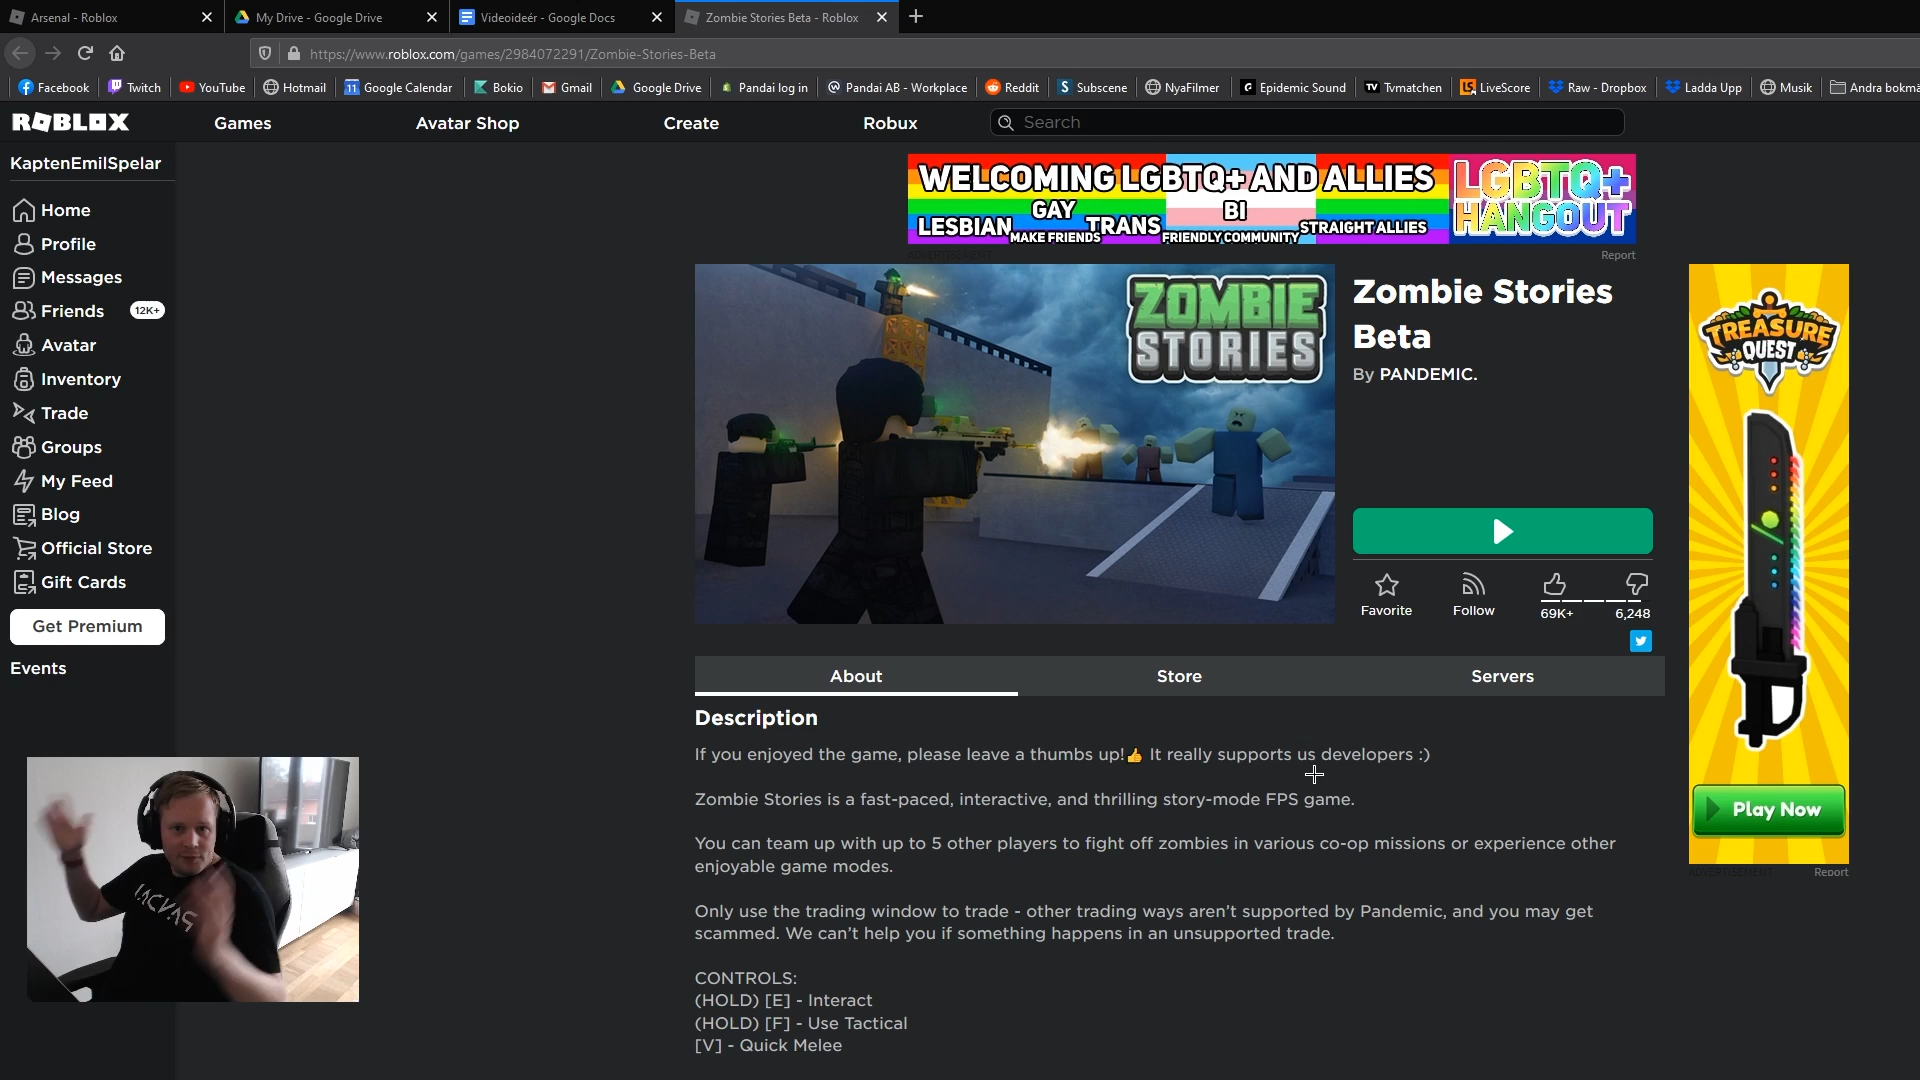 Arsenal - Roblox
My Drive - Google Drive
Videoideér - Google Docs
Zombie Stories Beta - Roblox
https://www.roblox.com/games/2984072291/Zombie-Stories-Beta
Facebook
Twitch
YouTube
Hotmail
11 Google Calendar
Bokio
Gmail
Google Drive
Pandai log in
Pandai AB - Workplace
Reddit
S Subscene
NyaFilmer
Epidemic Sound
TV Tvmatchen
LS LiveScore
Raw - Dropbox
Ladda Upp
Musik
Andra bokmä
ROBLOX
Games
Avatar Shop
Create
Robux
Search
KaptenEmilSpelar
Home
Profile
Messages
Friends 12K+
Avatar
Inventory
Trade
Groups
My Feed
Blog
Official Store
Gift Cards
Get Premium
Events
WELCOMING LGBTQ+ AND ALLIES
GAY
BI
LESBIAN
TRANS
STRAIGHT ALLIES
MAKE FRIENDS
FRIENDLY COMMUNITY
LGBTQ+
HANGOUT
ADVERTISEMENT
Report
ZOMBIE
STORIES
Zombie Stories
Beta
By PANDEMIC.
Favorite
Follow
69K+
6,248
TREASURE
QUEST
Play Now
ADVERTISEMENT
Report
About
Store
Servers
Description
If you enjoyed the game, please leave a thumbs up!👍 It really supports us developers :)
Zombie Stories is a fast-paced, interactive, and thrilling story-mode FPS game.
You can team up with up to 5 other players to fight off zombies in various co-op missions or experience other
enjoyable game modes.
Only use the trading window to trade - other trading ways aren't supported by Pandemic, and you may get
scammed. We can't help you if something happens in an unsupported trade.
CONTROLS:
(HOLD) [E] - Interact
(HOLD) [F] - Use Tactical
[V] - Quick Melee